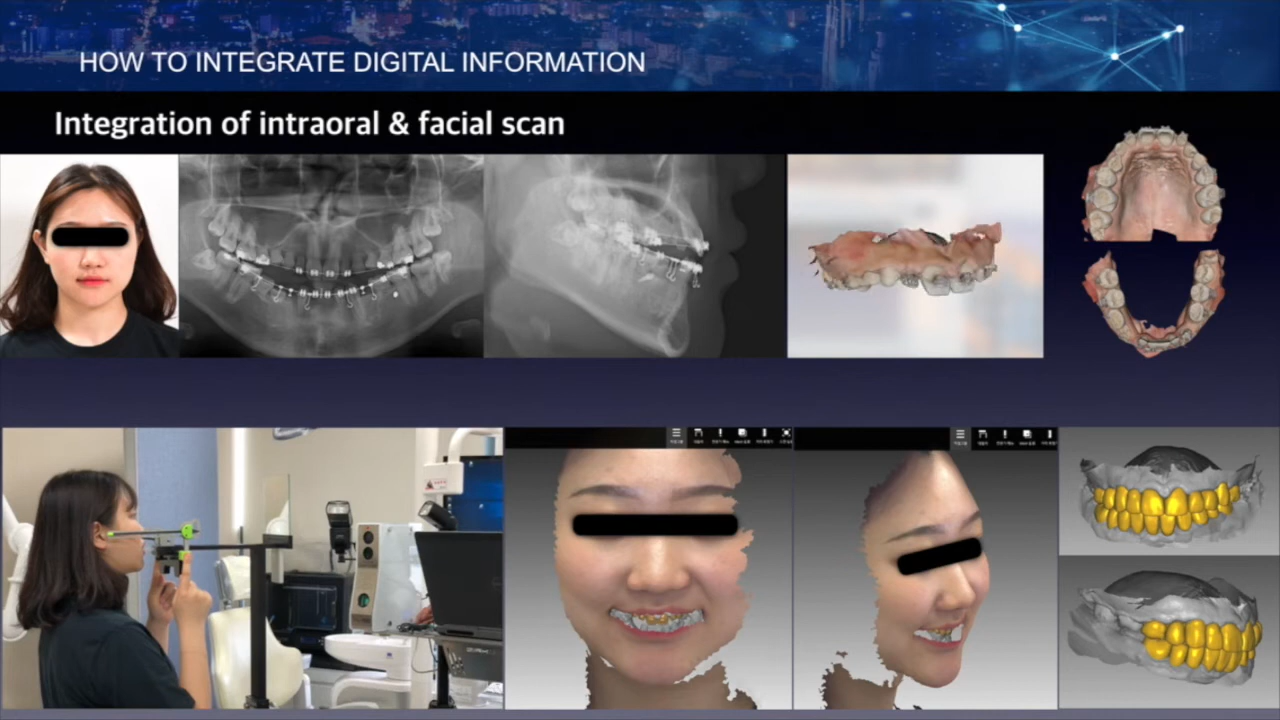 HOW TO INTEGRATE DIGITAL INFORMATION
Integration of intraoral & facial scan